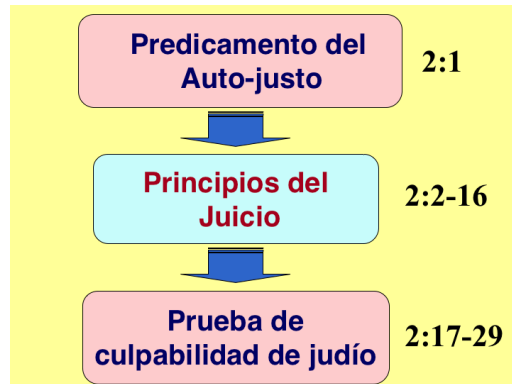 Predicamento del
Auto-justo
2:1
Principios del
Juicio
2:2-16
Prueba de
culpabilidad de judío
2:17-29